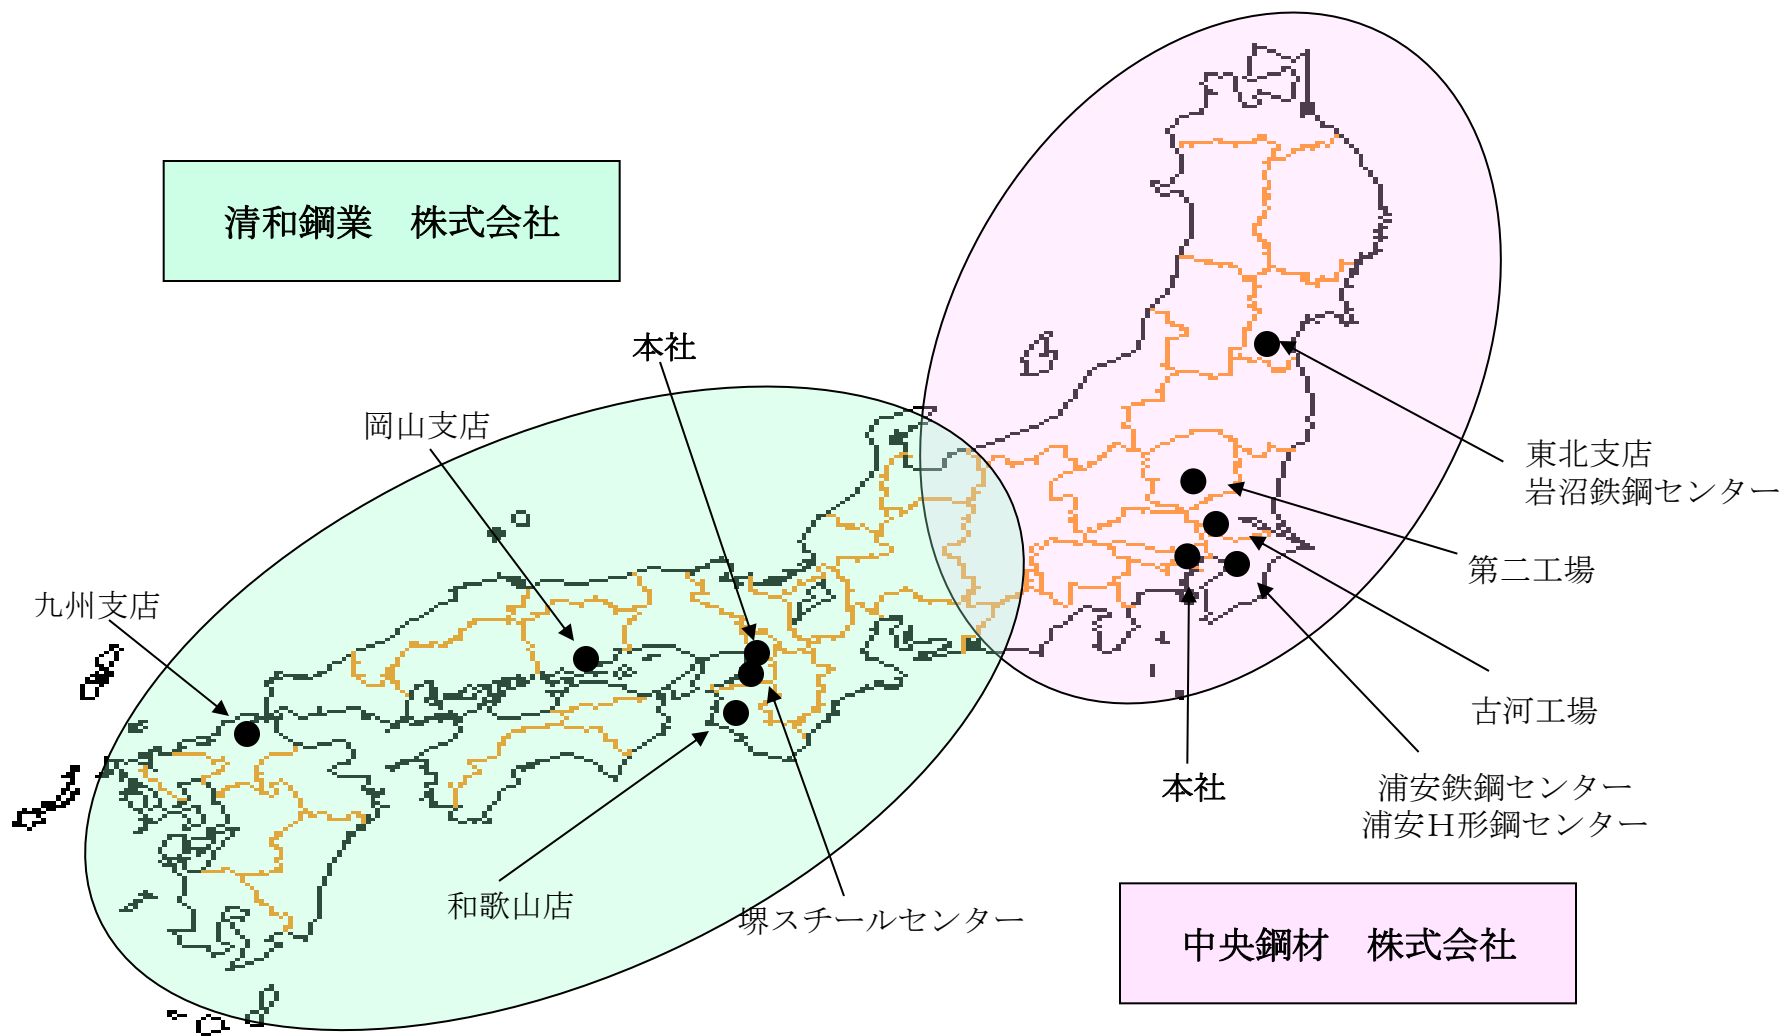 清和鋼業　株式会社
本社
岡山支店
九州支店
和歌山店
堺スチールセンター
東北支店
岩沼鉄鋼センター
第二工場
古河工場
本社
浦安鉄鋼センター
浦安Ｈ形鋼センター
中央鋼材　株式会社